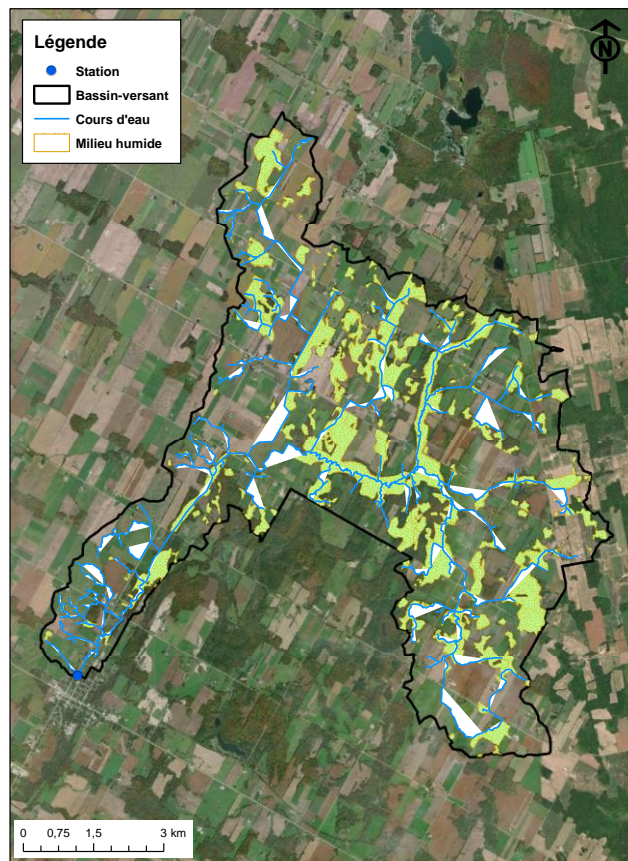 Légende
Station
Bassin-versant
Cours d'eau
Milieu humide
N
0 0,75 1,5 3 km